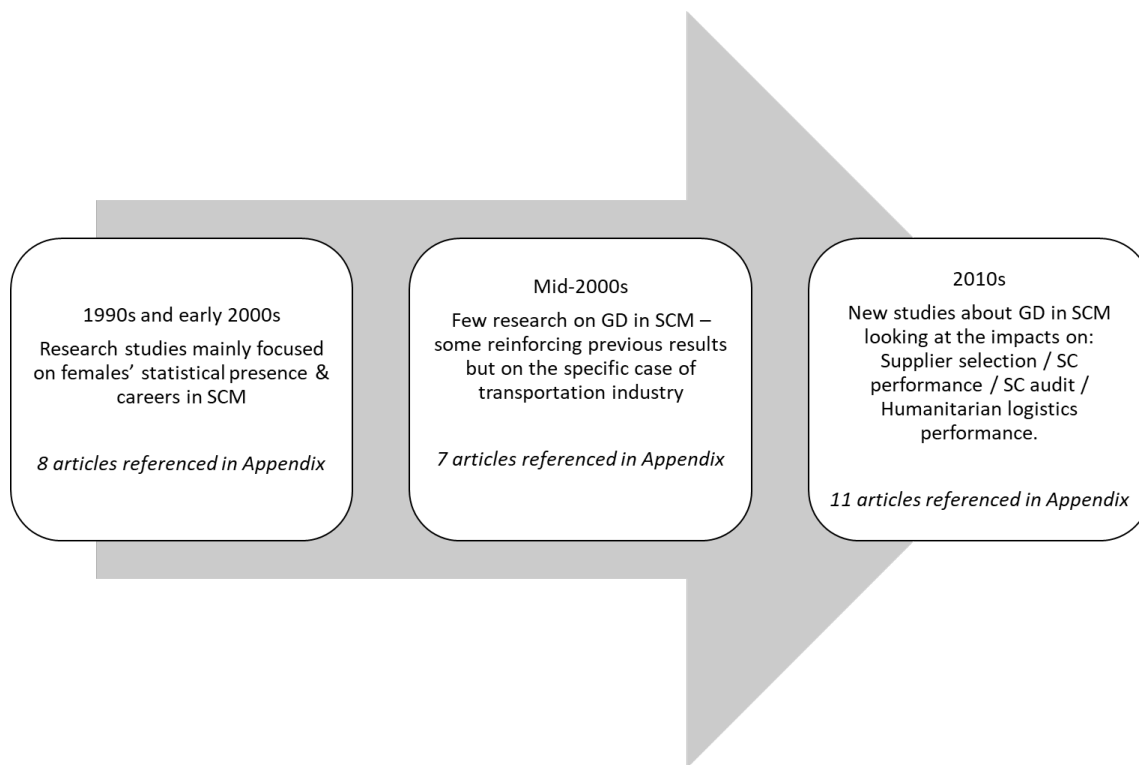 1990s and early 2000s
Research studies mainly focused
on females' statistical presence &
careers in SCM
8 articles referenced in Appendix
Mid-2000s
Few research on GD in SCM –
some reinforcing previous results
but on the specific case of
transportation industry
7 articles referenced in Appendix
2010s
New studies about GD in SCM
looking at the impacts on:
Supplier selection / SC
performance / SC audit /
Humanitarian logistics
performance.
11 articles referenced in Appendix